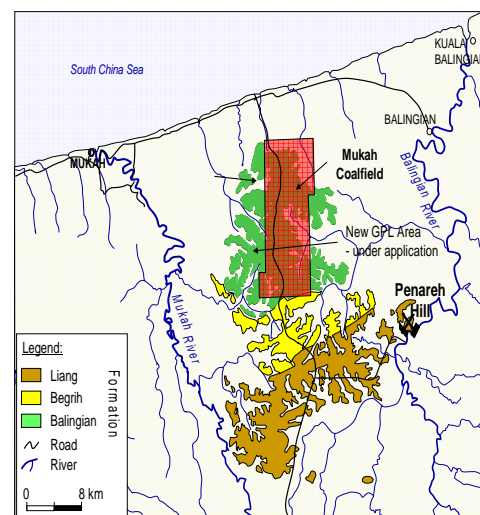 KUALA
BALINGIAN
South China Sea
BALINGIAN
MUKAH
Mukah
Coalfield
Balingian River
New GPL Area
- under application
Penareh
Hill
Mukah River
Legend:
Liang
Begrih
Balingian
Formation
Road
River
0 8 km